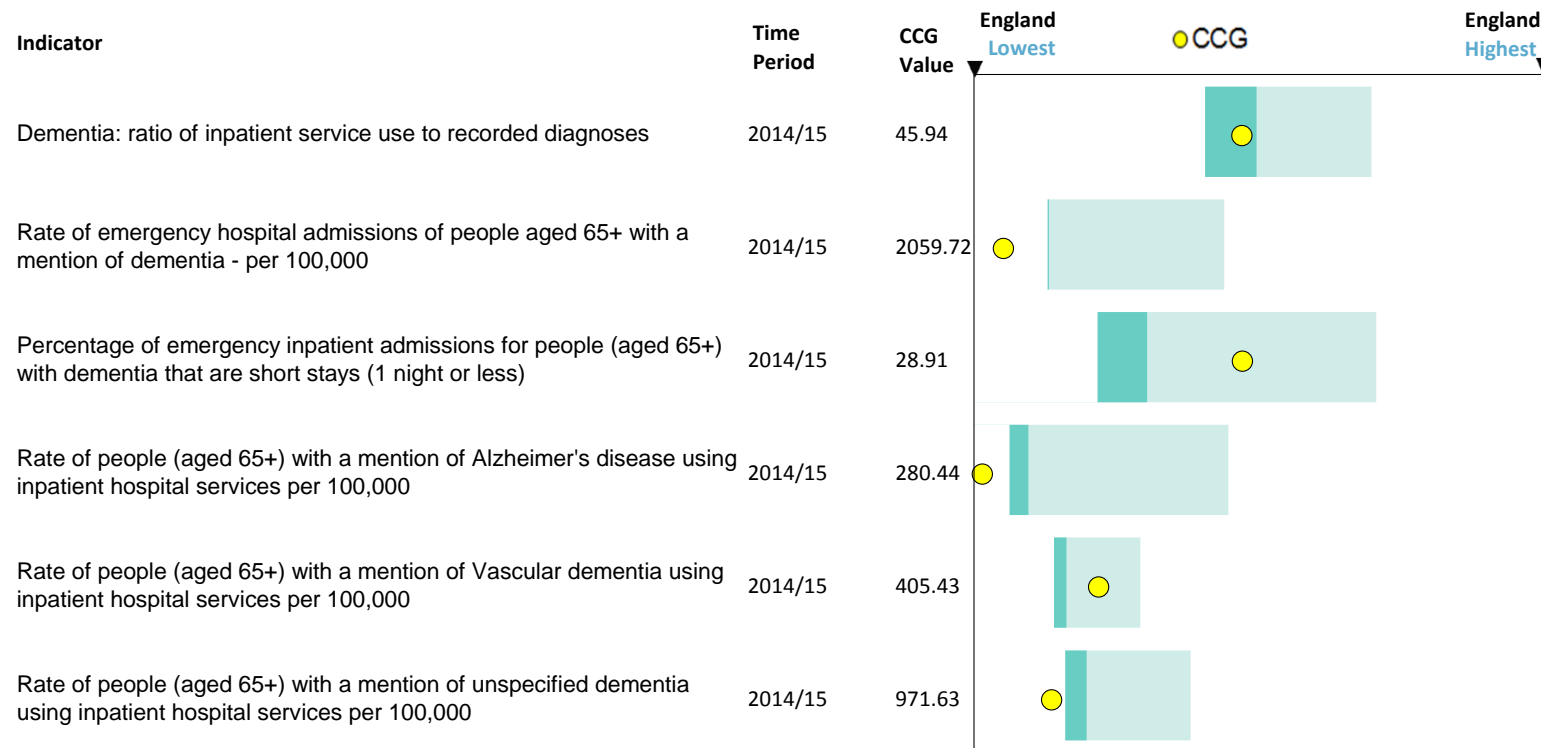 Indicator
Time
Period
CCG
Value
England
Lowest
CCG
England
Highest
Dementia: ratio of inpatient service use to recorded diagnoses
2014/15
45.94
Rate of emergency hospital admissions of people aged 65+ with a
mention of dementia - per 100,000
2014/15
2059.72
Percentage of emergency inpatient admissions for people (aged 65+)
with dementia that are short stays (1 night or less)
2014/15
28.91
Rate of people (aged 65+) with a mention of Alzheimer's disease using
inpatient hospital services per 100,000
2014/15
280.44
Rate of people (aged 65+) with a mention of Vascular dementia using
inpatient hospital services per 100,000
2014/15
405.43
Rate of people (aged 65+) with a mention of unspecified dementia
using inpatient hospital services per 100,000
2014/15
971.63